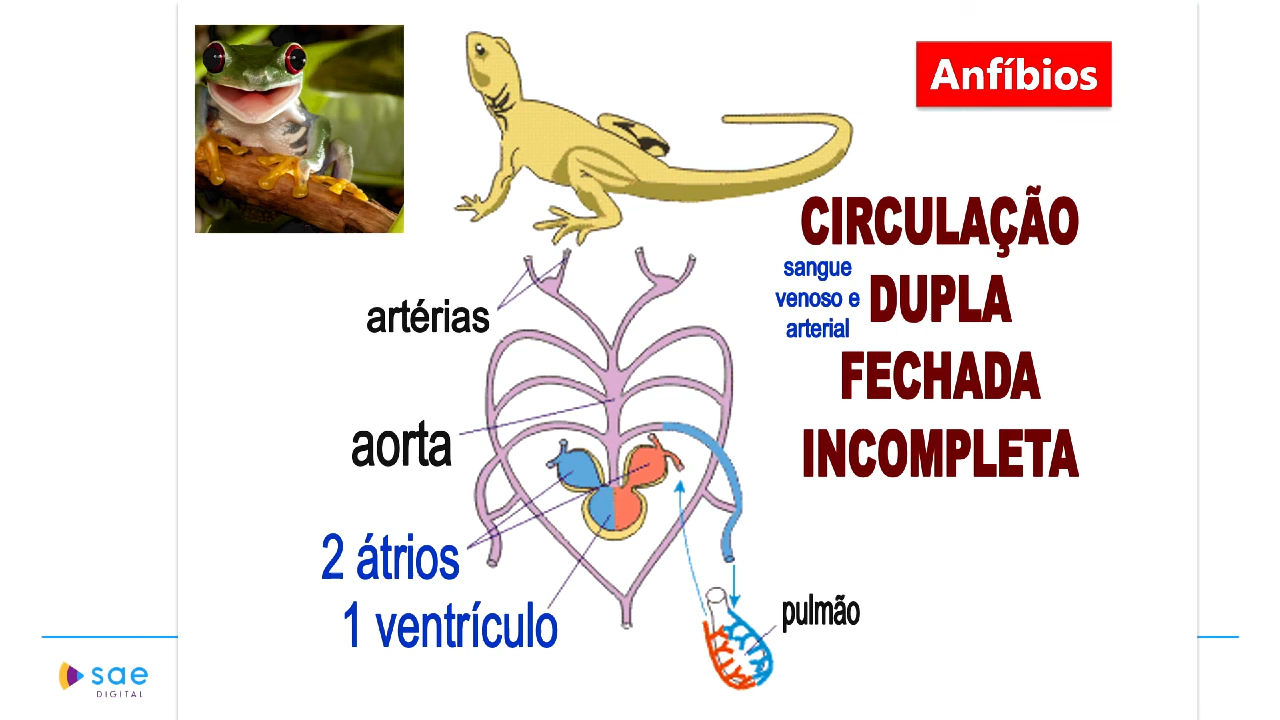 Anfíbios
CIRCULAÇÃO
sangue
venoso e
arterial
DUPLA
FECHADA
INCOMPLETA
artérias
aorta
2 átrios
1 ventrículo
pulmão
sae
DIGITAL